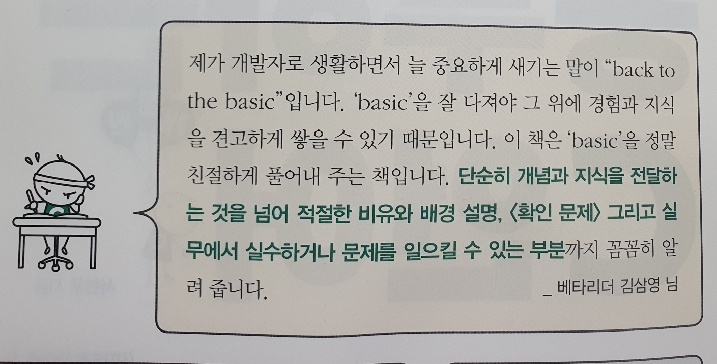 제가 개발자로 생활하면서 늘 중요하게 새기는 말이 “back to
the basic”입니다. ‘basic’을 잘 다져야 그 위에 경험과 지식
을 견고하게 쌓을 수 있기 때문입니다. 이 책은 ‘basic’을 정말
친절하게 풀어내 주는 책입니다. 단순히 개념과 지식을 전달하
는 것을 넘어 적절한 비유와 배경 설명, 〈확인 문제〉 그리고 실
무에서 실수하거나 문제를 일으킬 수 있는 부분까지 꼼꼼히 알
려 줍니다.
_ 베타리더 김삼영 님